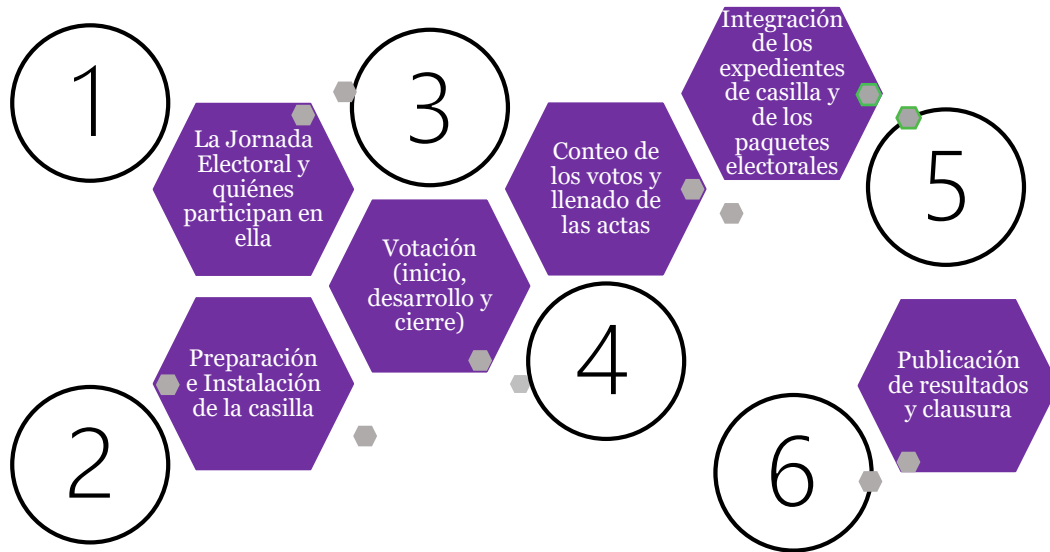 1
La Jornada
Electoral y
quiénes
participan en
ella
2
Preparación
e Instalación
de la casilla
3
Votación
(inicio,
desarrollo y
cierre)
4
Conteo de
los votos y
llenado de
las actas
5
Integración
de los
expedientes
de casilla y
de los
paquetes
electorales
6
Publicación
de resultados
y clausura